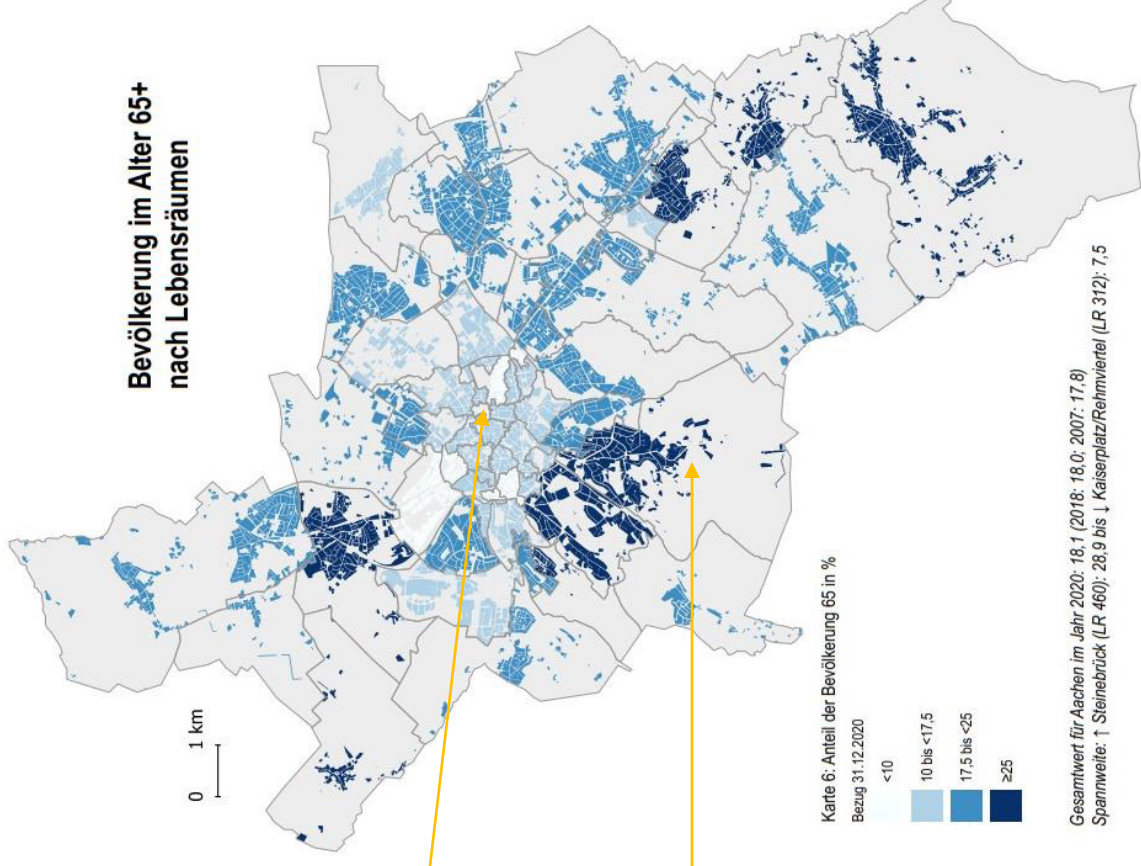 Bevölkerung im Alter 65+
nach Lebensräumen
0 1 km
Karte 6: Anteil der Bevölkerung 65 in %
Bezug 31.12.2020
<10
10 bis <17,5
17,5 bis <25
≥25
Gesamtwert für Aachen im Jahr 2020: 18,1 (2018: 18,0; 2007: 17,8)
Spannweite: ↑ Steinebrück (LR 460): 28,9 bis ↓ Kaiserplatz/Rehmviertel (LR 312): 7,5